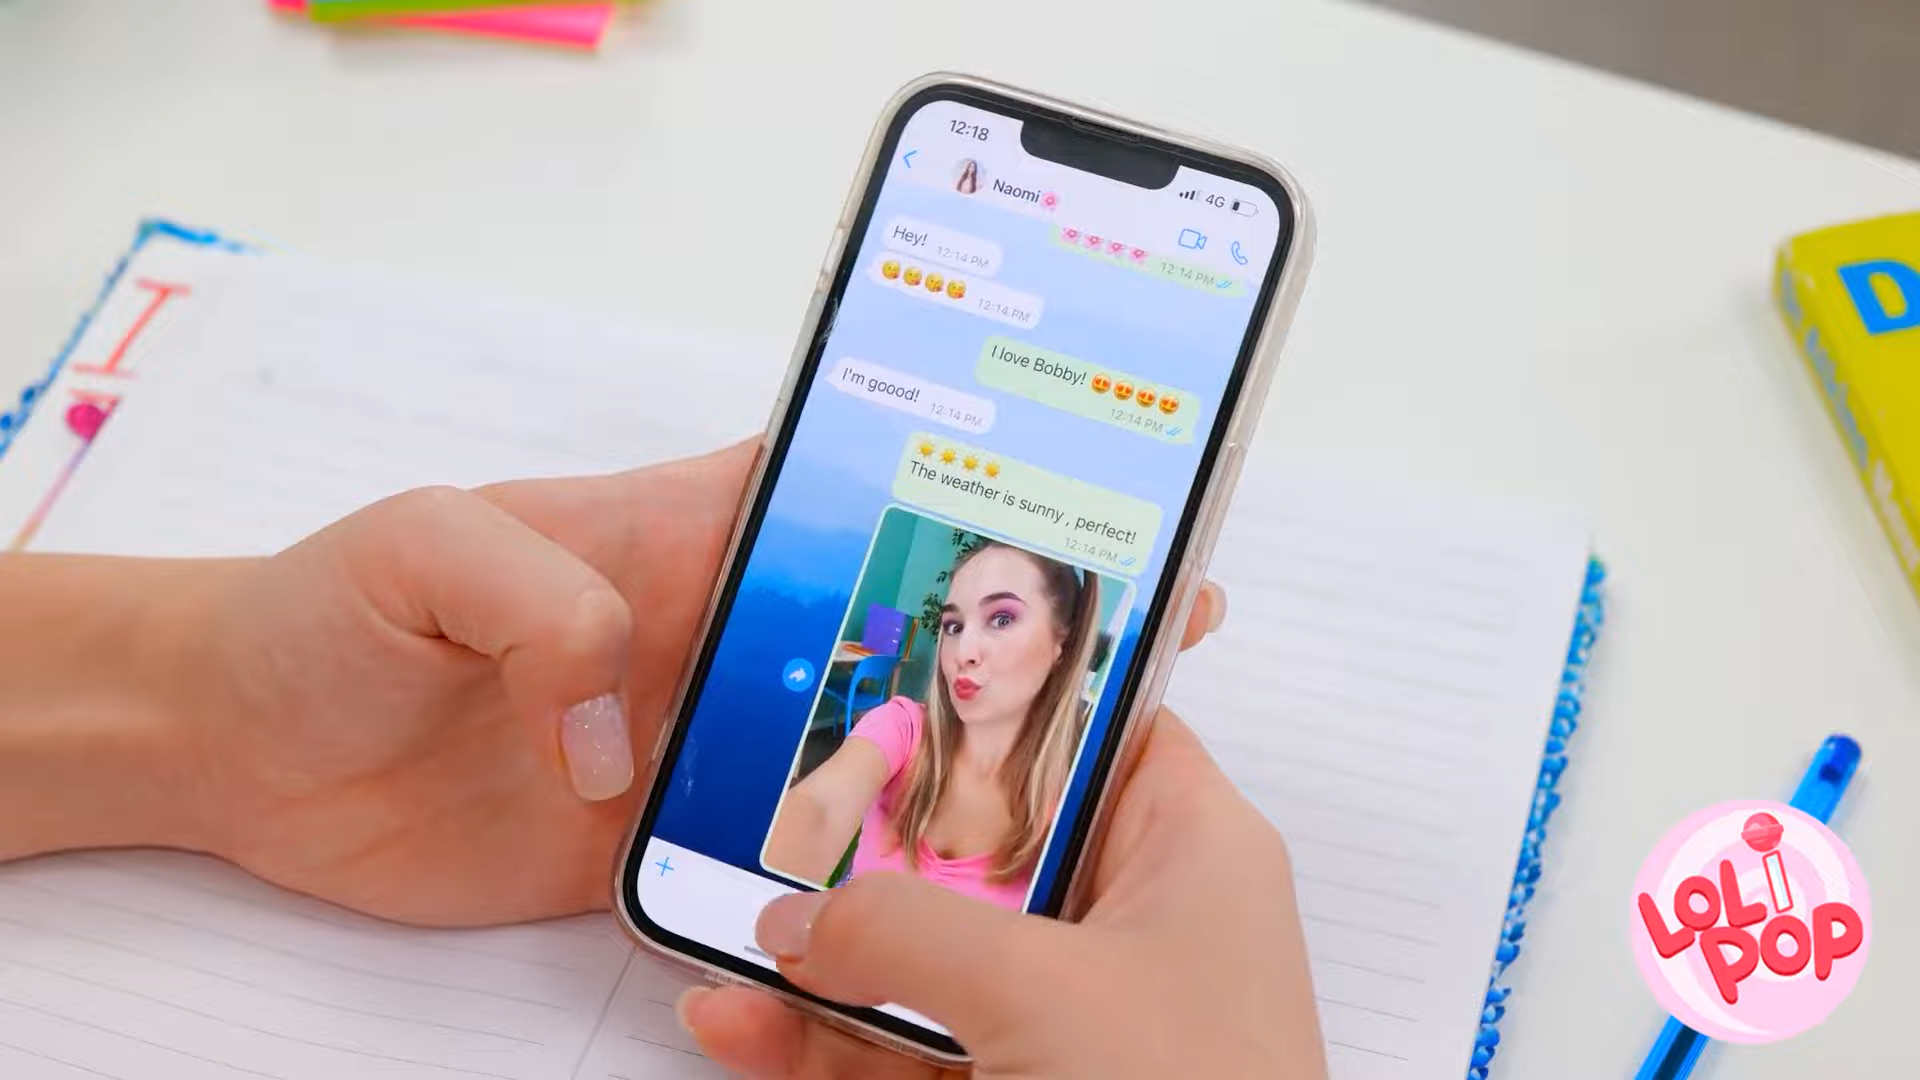 12:18
4G
Naomi🌸
🌸🌸🌸🌸 12:14 PM
Hey! 12:14 PM
😘😘😘😘 12:14 PM
I love Bobby! 😍😍😍😍
12:14 PM
I'm goood! 12:14 PM
☀️☀️☀️☀️
The weather is sunny , perfect!
12:14 PM
D
LOLI
POP